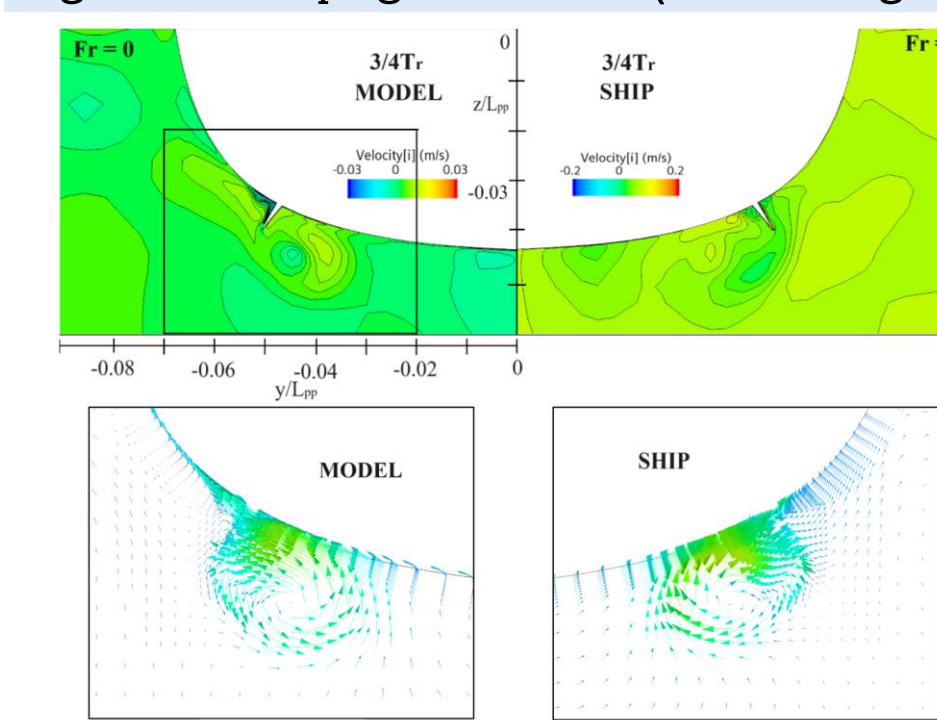 Fr = 0
3/4Tr
MODEL
0
z/Lpp
3/4Tr
SHIP
Fr =
Velocity[i] (m/s)
-0.03 0 0.03
-0.03
Velocity[i] (m/s)
-0.2 0 0.2
-0.08 -0.06 -0.04 -0.02 0
y/Lpp
MODEL
SHIP